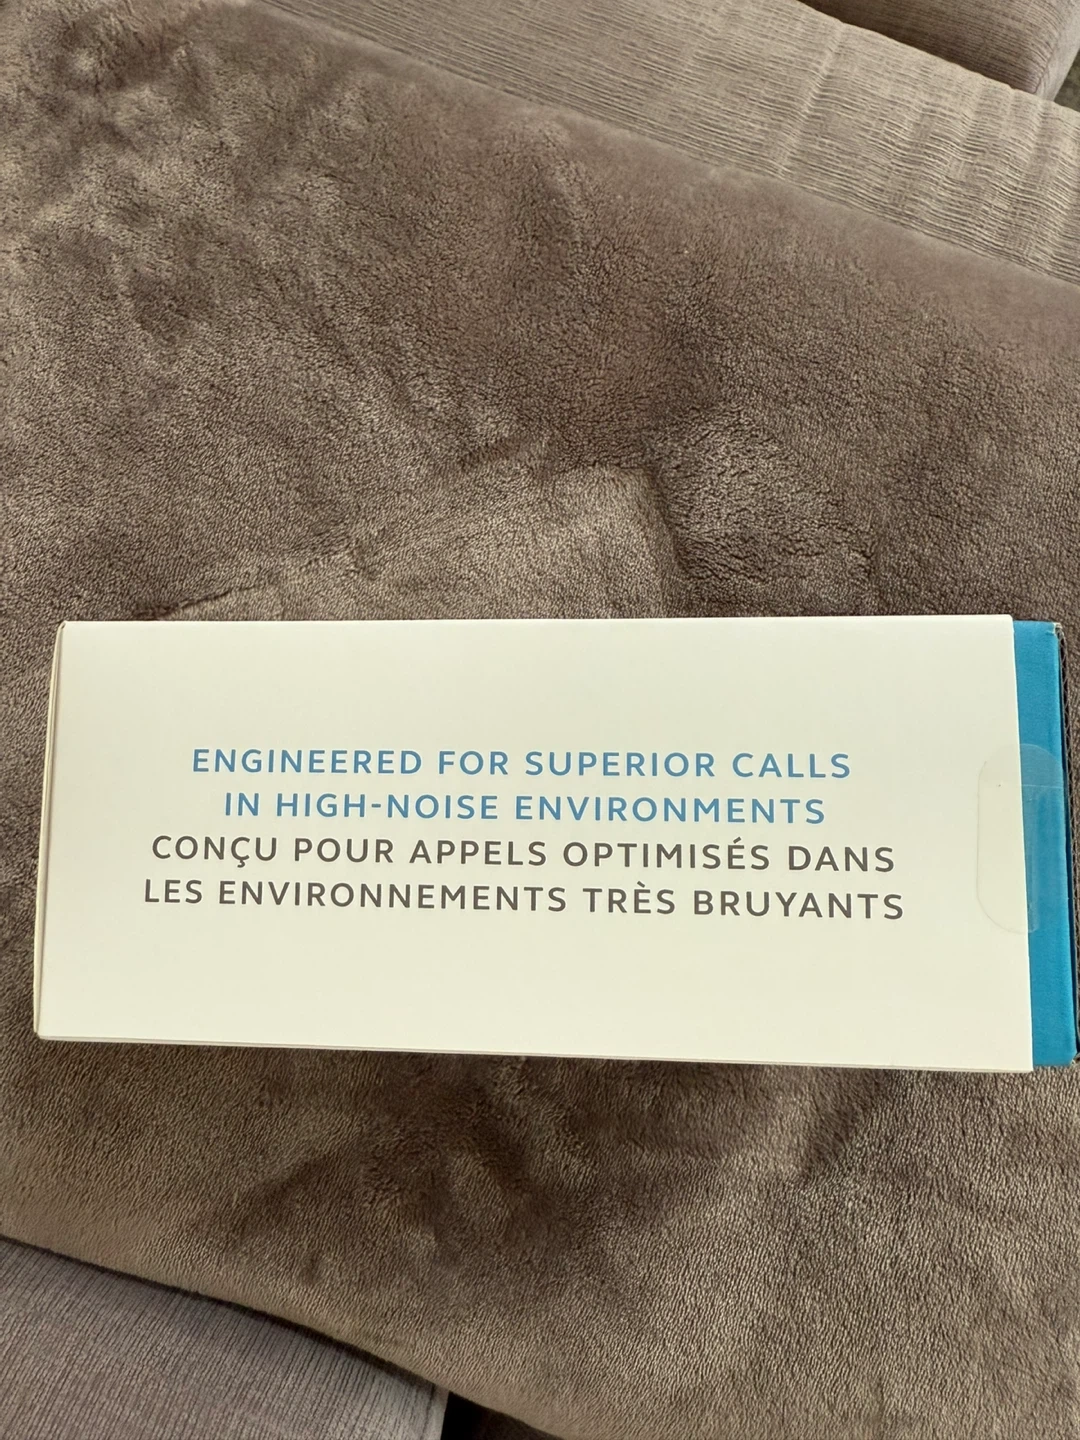 ENGINEERED FOR SUPERIOR CALLS
IN HIGH-NOISE ENVIRONMENTS
CONÇU POUR APPELS OPTIMISÉS DANS
LES ENVIRONNEMENTS TRÈS BRUYANTS